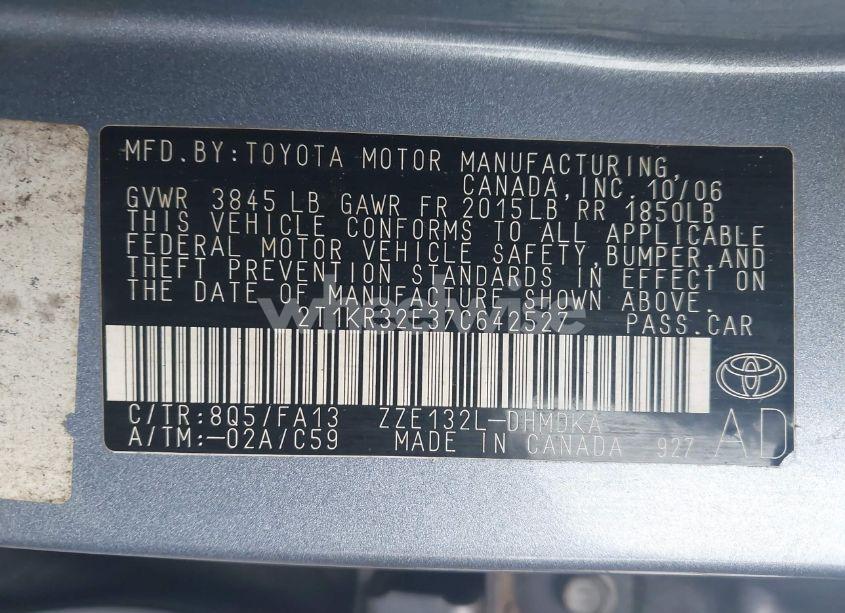 MFD.BY:TOYOTA MOTOR MANUFACTURING,
CANADA,INC.10/06
GVWR 3845 LB GAWR FR 2015LB RR 1850LB
THIS VEHICLE CONFORMS TO ALL APPLICABLE
FEDERAL MOTOR VEHICLE SAFETY,BUMPER,AND
THEFT PREVENTION STANDARDS IN EFFECT ON
THE DATE OF MANUFACTURE SHOWN ABOVE.
wheelvise
2T1KR32E37C642527 PASS.CAR
C/TR:8Q5/FA13 ZZE132L-DHMDKA
A/TM:-02A/C59 MADE IN CANADA 927 AD